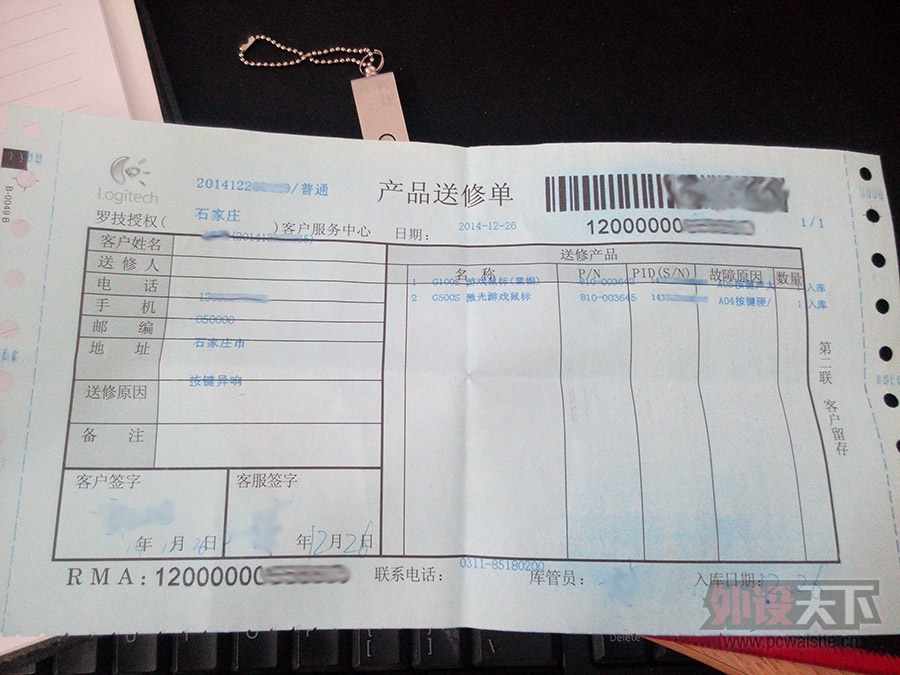 Logitech
2014122 /普通
产品送修单
12000000
1/1
罗技授权(石家庄
)客户服务中心
日期: 2014-12-26
B-0049 B
客户姓名
送修人
电话
手机
邮编 050000
地址 石家庄市
送修原因 按键异响
备注
送修产品
名称 P/N PID(S/N) 故障原因 数量
1 G100S 游戏鼠标(黑银) 810-003642 14 1 入库
2 G500S 激光游戏鼠标 810-003645 143 A04按键硬/ 1 入库
第二联 客户留存
客户签字
年 月 日
客服签字
年12月26日
RMA:12000000
联系电话: 0311-85180200
库管员:
入库日期:
Delete
外设天下
www.pcwaishe.cn